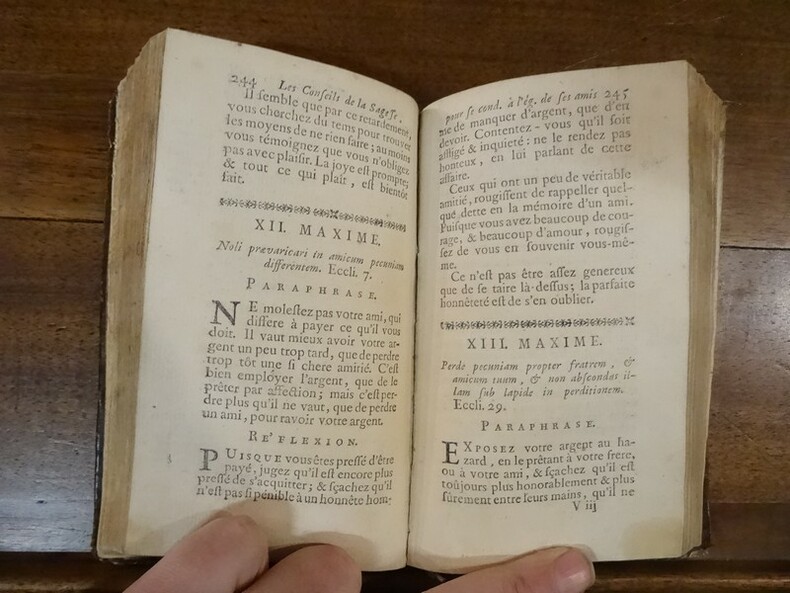 244 Les Conseils de la Sagesse.
Il semble que par ce retardement,
vous cherchez du tems pour trouver
les moyens de ne rien faire; au moins
vous témoignez que vous n'obligez
pas avec plaisir. La joye est prompte;
& tout ce qui plaît, est bientôt
fait.
XII. MAXIME.
Noli prævaricari in amicum pecuniam
differentem. Eccli. 7.
PARAPHRASE.
NE molestez pas votre ami, qui
differe à payer ce qu'il vous
doit. Il vaut mieux avoir votre ar-
gent un peu trop tard, que de perdre
trop tôt une si chere amitié. C'est
bien employer l'argent, que de le
prêter par affection; mais c'est per-
dre plus qu'il ne vaut, que de perdre
un ami, pour ravoir votre argent.
RE'FLEXION.
PUISQUE vous êtes pressé d'être
payé, jugez qu'il est encore plus
pressé de s'acquitter; & sçachez qu'il
n'est pas si pénible à un honnête hom-
pour se cond. à l'ég. de ses amis 245
me de manquer d'argent, que d'en
devoir. Contentez-vous qu'il soit
affligé & inquieté: ne le rendez pas
honteux, en lui parlant de cette
affaire.
Ceux qui ont un peu de véritable
amitié, rougissent de rappeller quel-
que dette en la mémoire d'un ami.
Puisque vous avez beaucoup de cou-
rage, & beaucoup d'amour, rougis-
sez de vous en souvenir vous-mê-
me.
Ce n'est pas être assez genereux
que de se taire là-dessus; la parfaite
honnêteté est de s'en oublier.
XIII. MAXIME.
Perde pecuniam propter fratrem, &
amicum tuum, & non abscondas il-
lam sub lapide in perditionem.
Eccli. 29.
PARAPHRASE.
EXPOSEZ votre argent au ha-
zard, en le prêtant à votre frere,
ou à votre ami, & sçachez qu'il est
toûjours plus honorablement & plus
sûrement entre leurs mains, qu'il ne
V iij